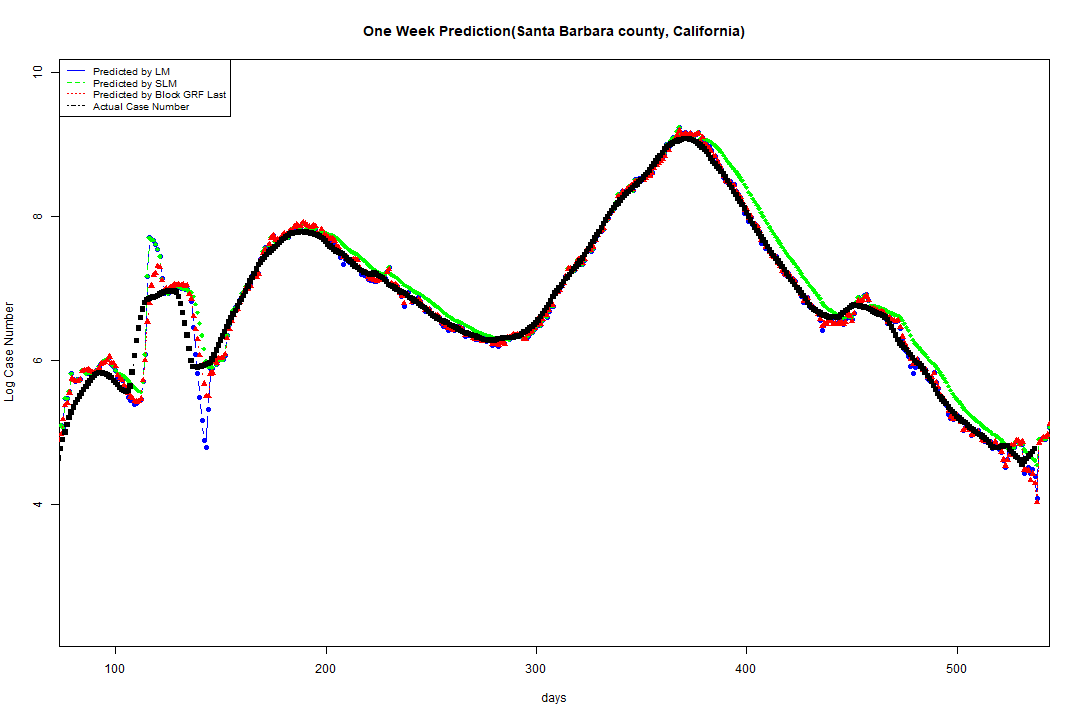 One Week Prediction(Santa Barbara county, California)
Predicted by LM
Predicted by SLM
Predicted by Block GRF Last
Actual Case Number
Log Case Number
10
8
6
4
100
200
300
400
500
days